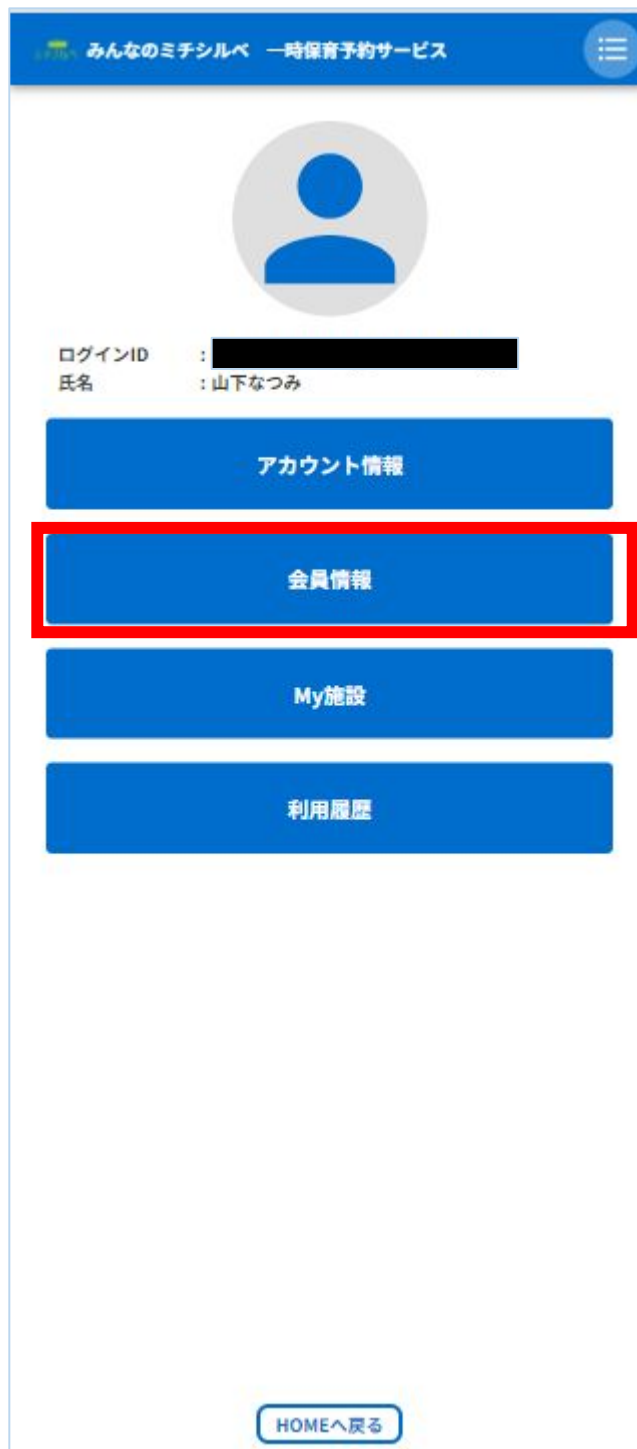 みんなのミチシルベ 一時保育予約サービス
ログインID :
氏名 : 山下なつみ
アカウント情報
会員情報
My施設
利用履歴
HOMEへ戻る